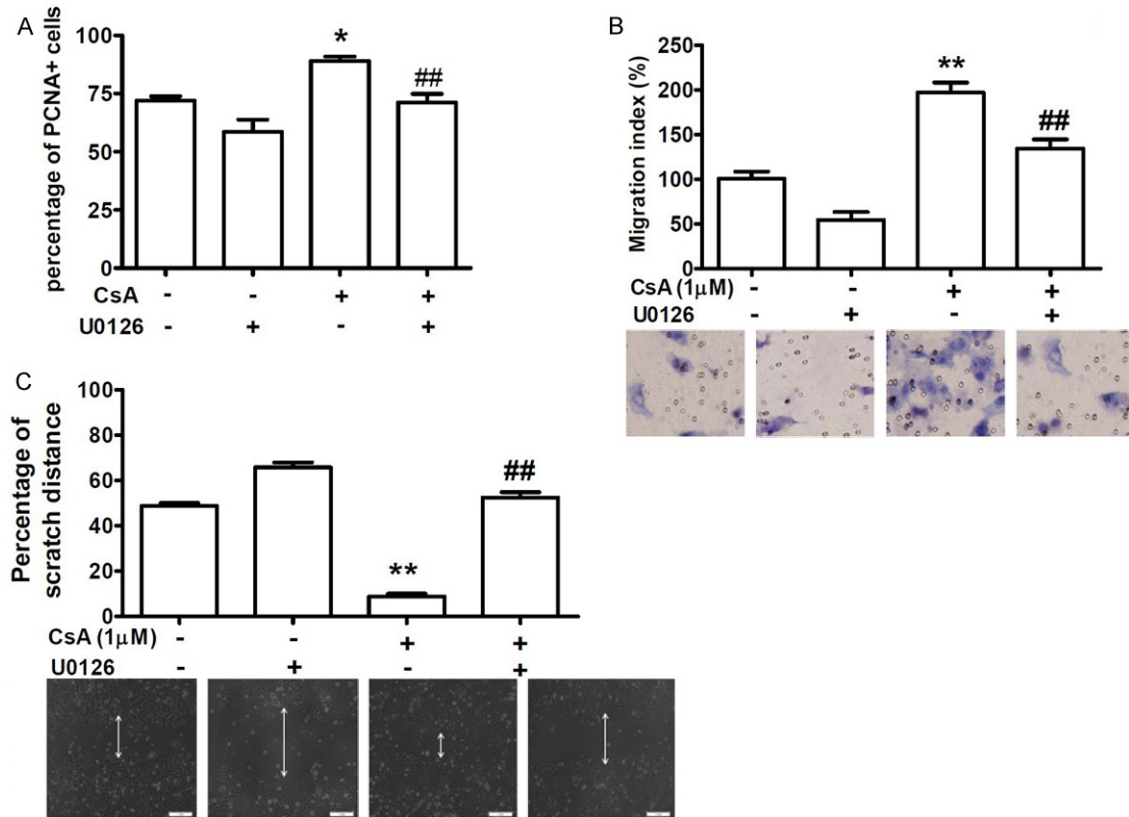 A
percentage of PCNA+ cells
100
75
50
25
0
*
##
CsA - - + +
U0126 - + - +
B
Migration index (%)
250
200
150
100
50
0
**
##
CsA (1μM) - - + +
U0126 - + - +
C
Percentage of
scratch distance
100
80
60
40
20
0
**
##
CsA (1μM) - - + +
U0126 - + - +